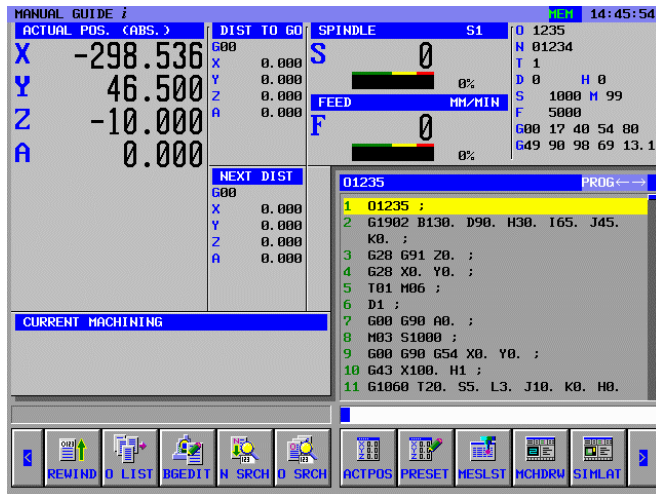 MANUAL GUIDE i MEM 14:45:54
ACTUAL POS. (ABS.)
X -298.536
Y 46.500
Z -10.000
A 0.000
DIST TO GO
G00
X 0.000
Y 0.000
Z 0.000
A 0.000
NEXT DIST
G00
X 0.000
Y 0.000
Z 0.000
A 0.000
SPINDLE S1
S 0
0%
FEED MM/MIN
F 0
0%
O 1235
N 01234
T 1
D 0 H 0
S 1000 M 99
F 5000
G00 17 40 54 80
G49 90 98 69 13.1
CURRENT MACHINING
O1235 PROG←→
1 O1235 ;
2 G1902 B130. D90. H30. I65. J45.
K0. ;
3 G28 G91 Z0. ;
4 G28 X0. Y0. ;
5 T01 M06 ;
6 D1 ;
7 G00 G90 A0. ;
8 M03 S1000 ;
9 G00 G90 G54 X0. Y0. ;
10 G43 X100. H1 ;
11 G1060 T20. S5. L3. J10. K0. H0.
< REWIND O LIST BGEDIT N SRCH O SRCH ACTPOS PRESET MESLST MCHDRW SIMLAT >